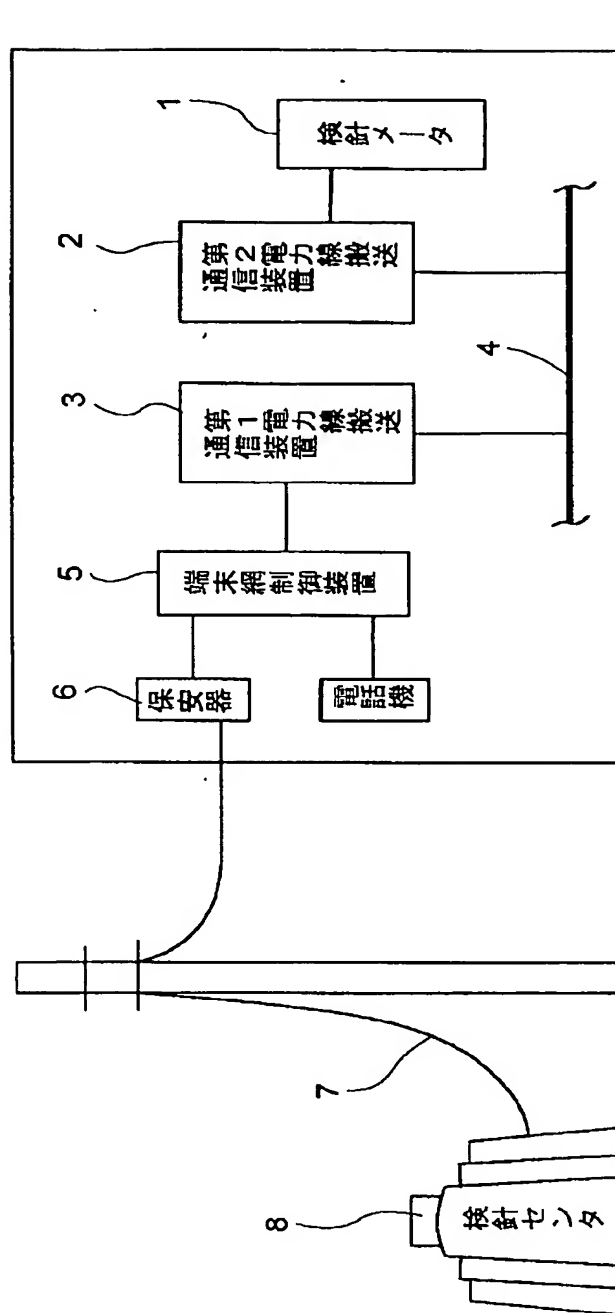 1
検針メータ
2
第2電力線搬送
通信装置
3
第1電力線搬送
通信装置
4
5
端末網制御装置
6
保安器
電話機
7
8
検針センタ